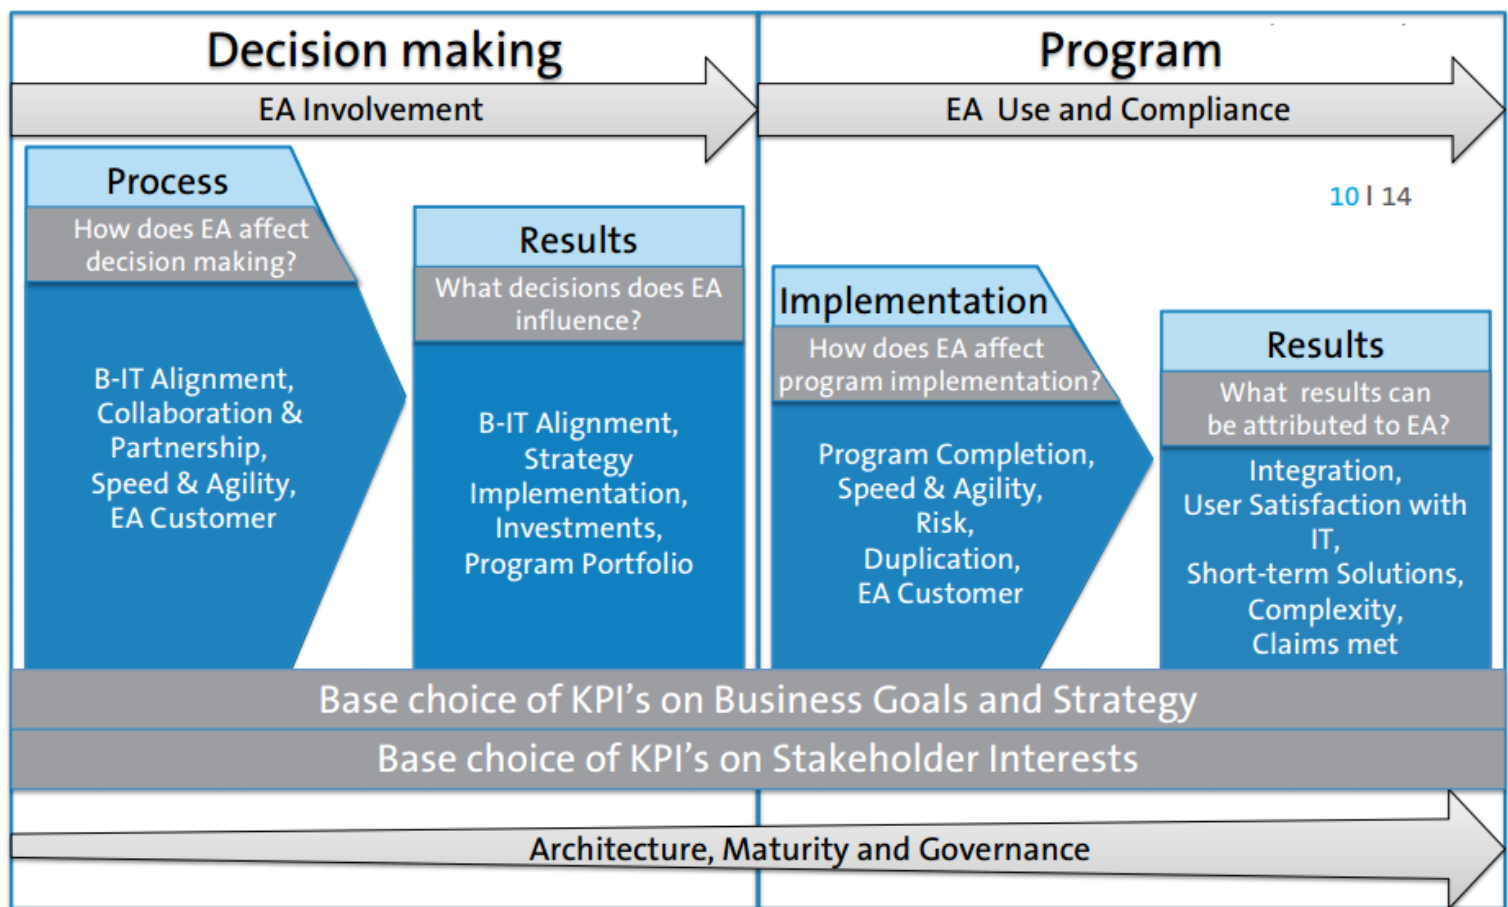 Decision making
EA Involvement
Process
How does EA affect
decision making?
B-IT Alignment,
Collaboration &
Partnership,
Speed & Agility,
EA Customer
Results
What decisions does EA
influence?
B-IT Alignment,
Strategy
Implementation,
Investments,
Program Portfolio
Program
EA Use and Compliance
10 | 14
Implementation
How does EA affect
program implementation?
Program Completion,
Speed & Agility,
Risk,
Duplication,
EA Customer
Results
What results can
be attributed to EA?
Integration,
User Satisfaction with
IT,
Short-term Solutions,
Complexity,
Claims met
Base choice of KPI's on Business Goals and Strategy
Base choice of KPI's on Stakeholder Interests
Architecture, Maturity and Governance